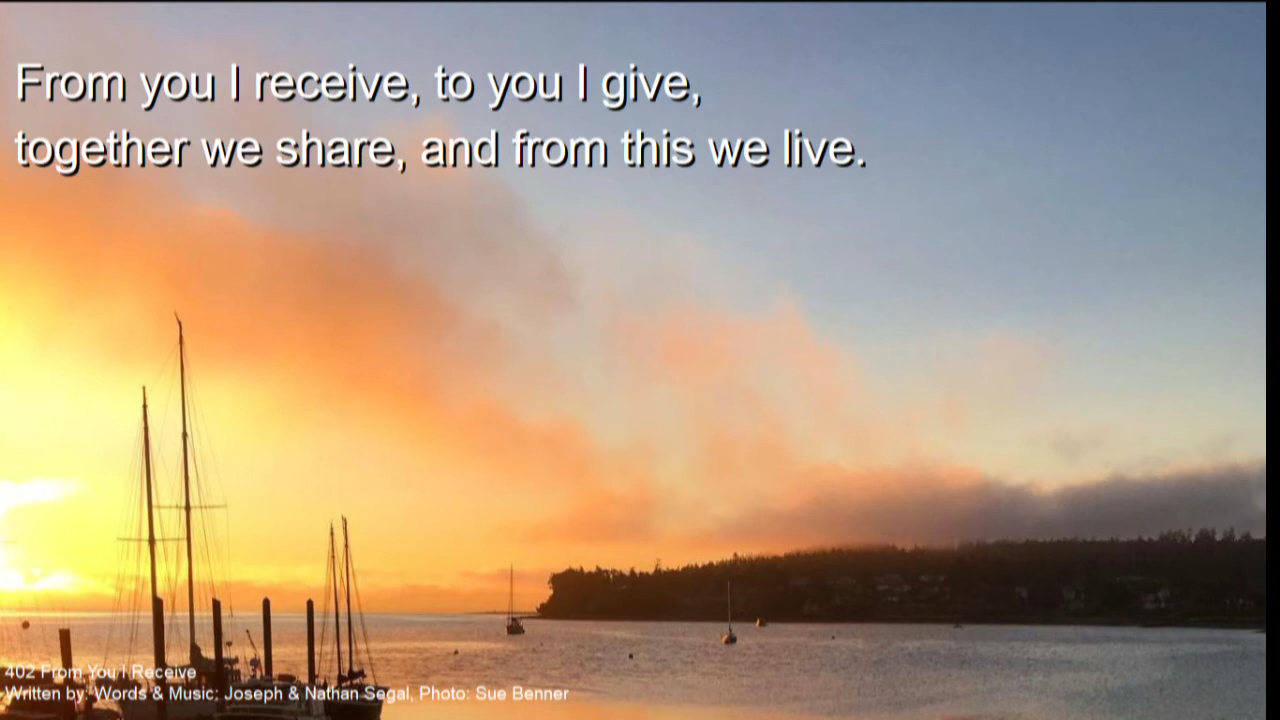 From you I receive, to you I give,
together we share, and from this we live.
402 From You I Receive
Written by: Words & Music: Joseph & Nathan Segal, Photo: Sue Benner